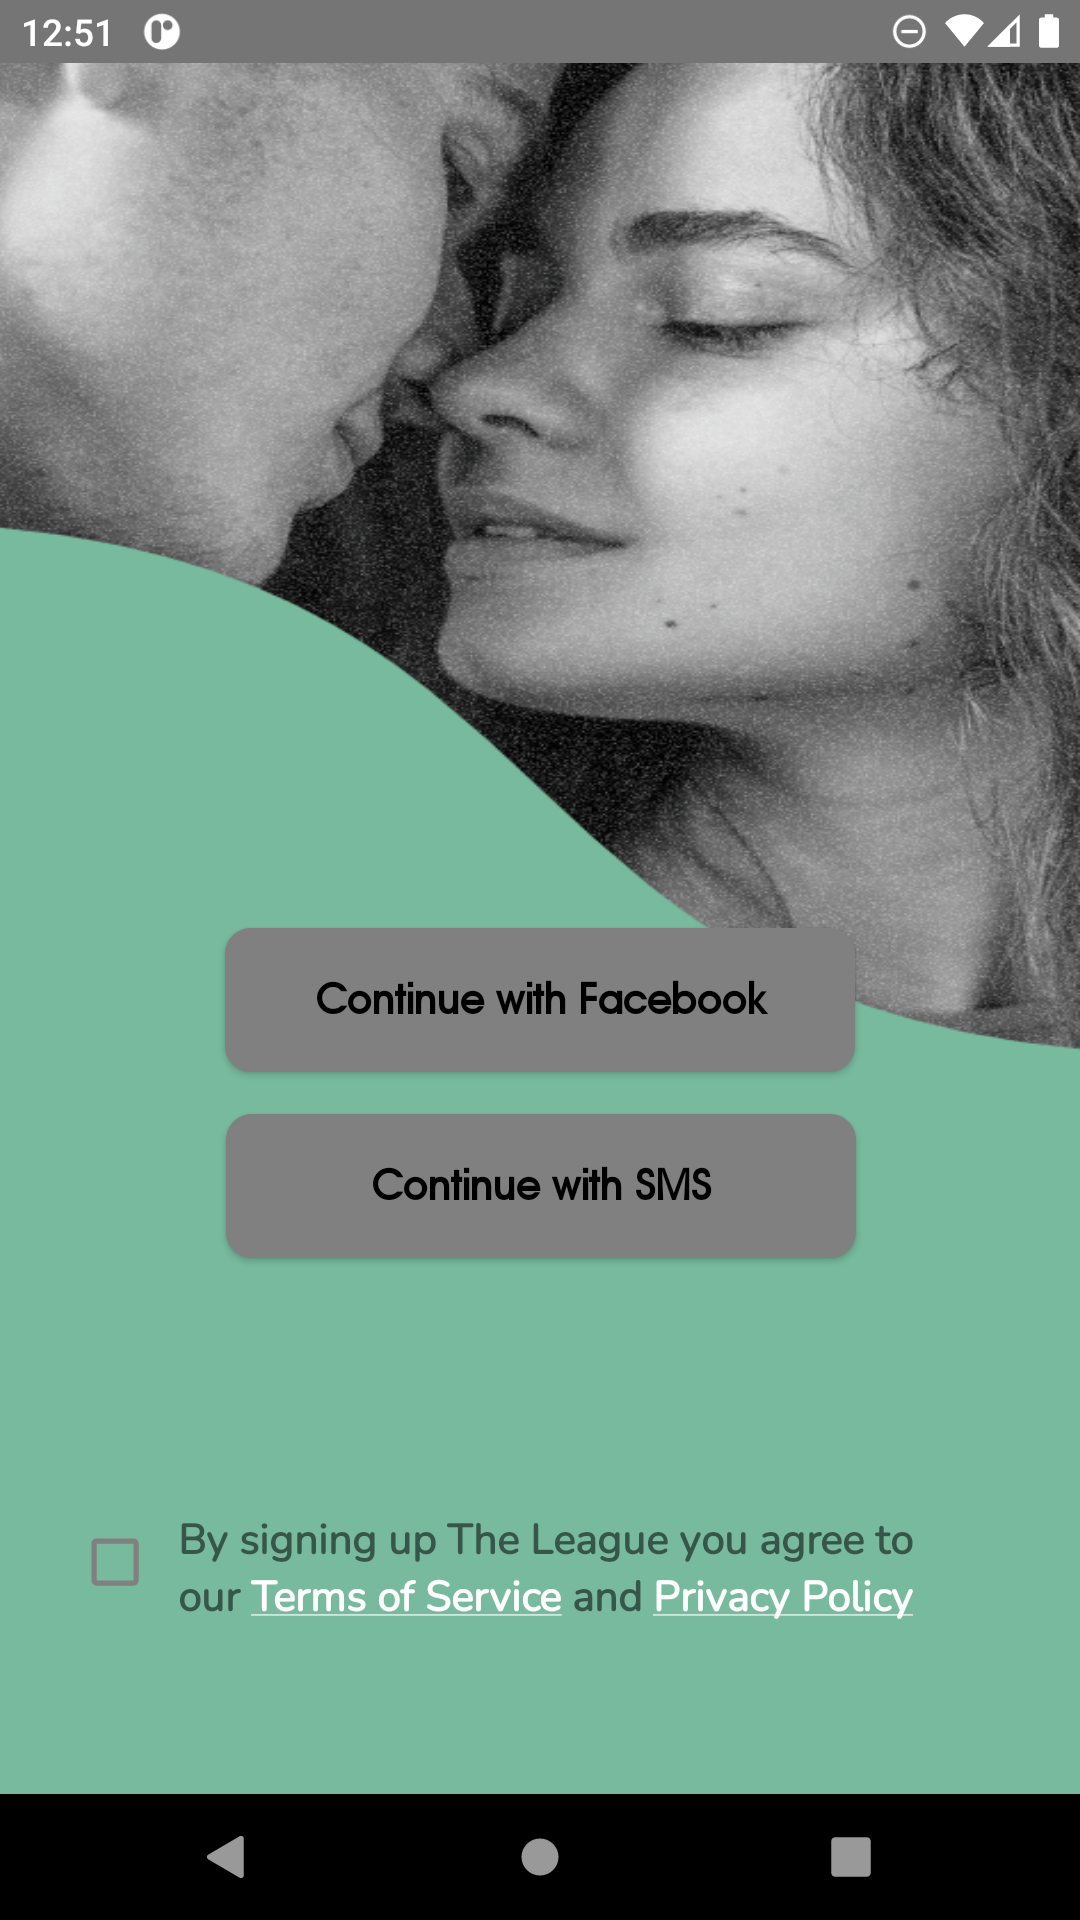 12:51
Continue with Facebook
Continue with SMS
By signing up The League you agree to
our Terms of Service and Privacy Policy